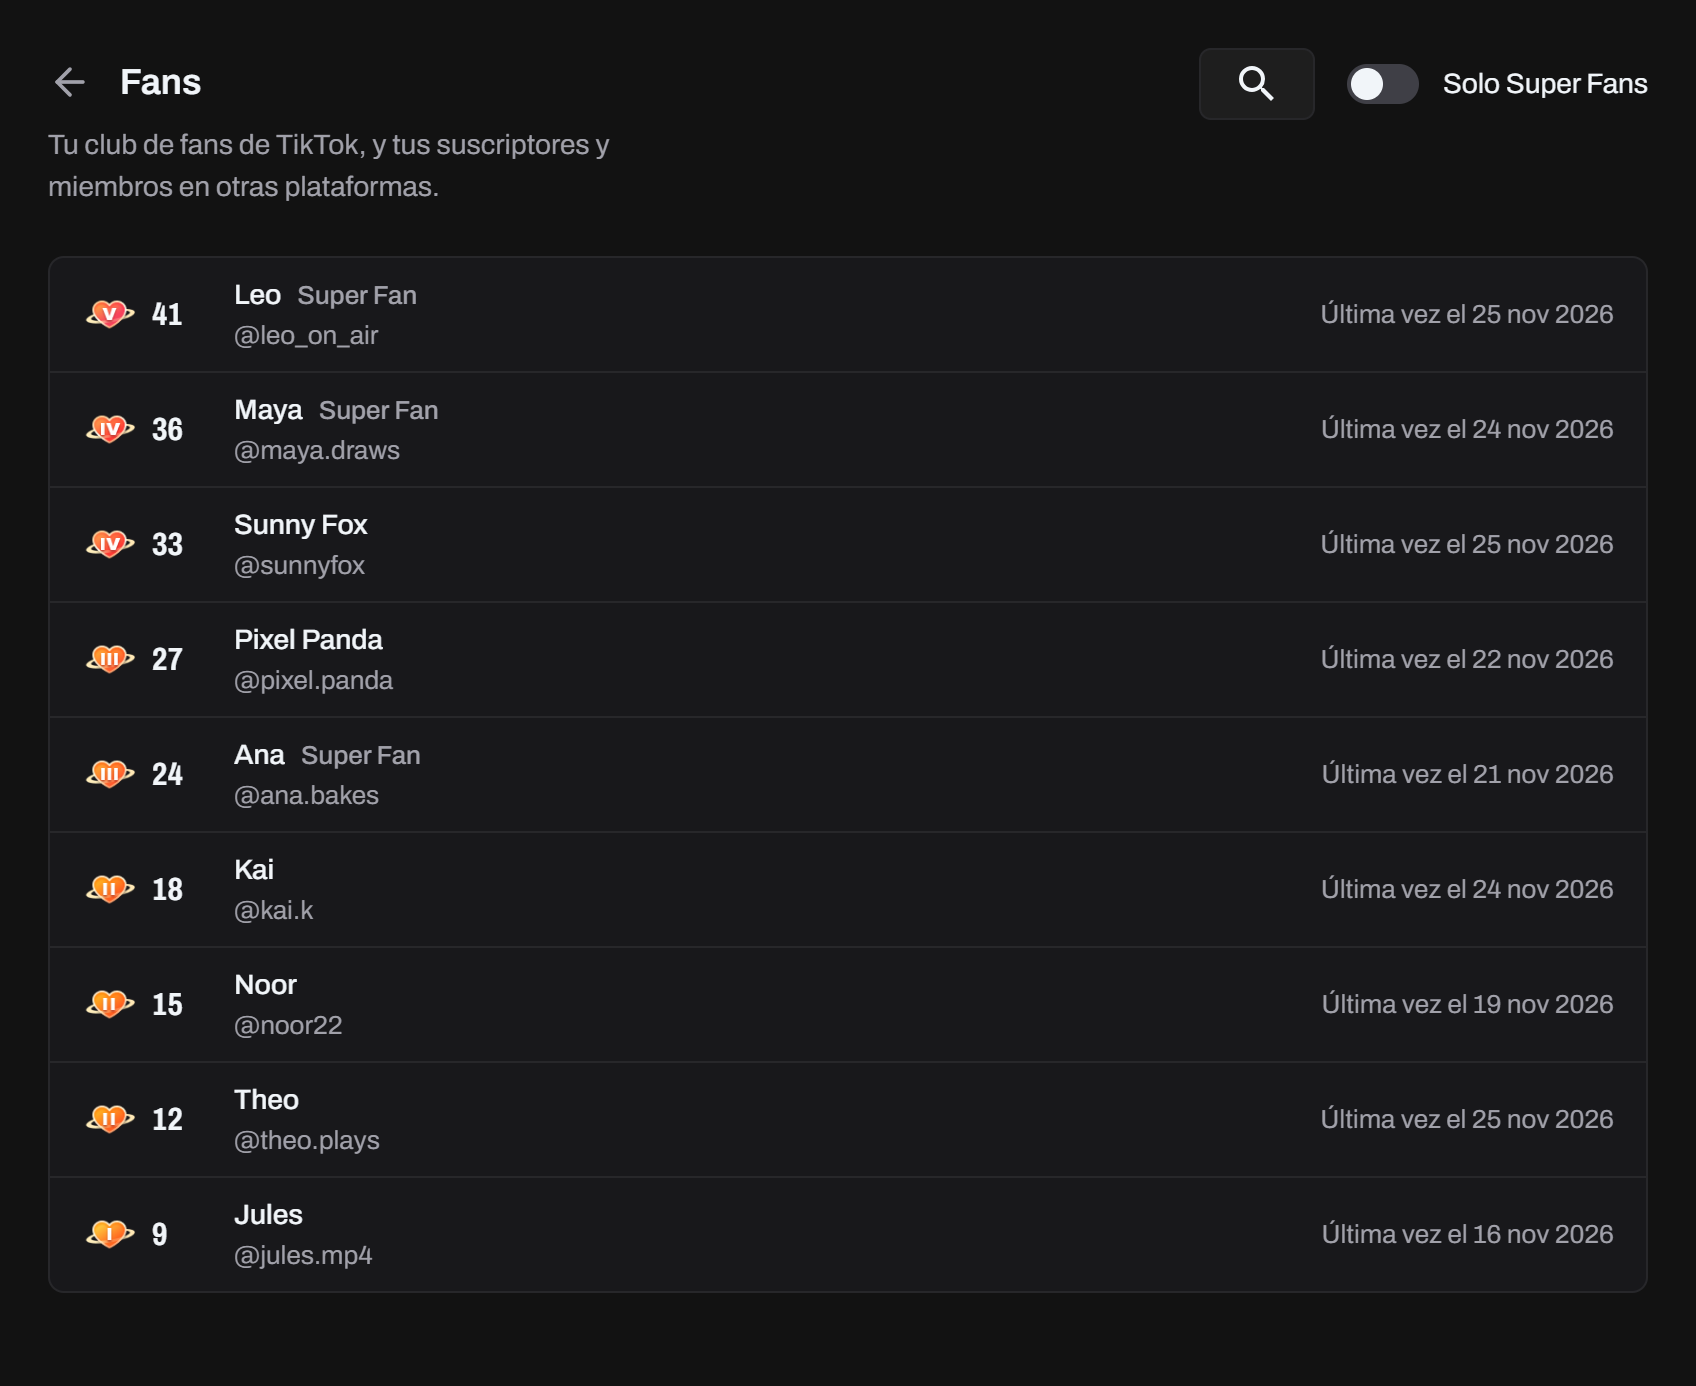 Fans
Solo Super Fans
Tu club de fans de TikTok, y tus suscriptores y
miembros en otras plataformas.
V 41 Leo Super Fan
@leo_on_air
Última vez el 25 nov 2026
IV 36 Maya Super Fan
@maya.draws
Última vez el 24 nov 2026
IV 33 Sunny Fox
@sunnyfox
Última vez el 25 nov 2026
III 27 Pixel Panda
@pixel.panda
Última vez el 22 nov 2026
III 24 Ana Super Fan
@ana.bakes
Última vez el 21 nov 2026
II 18 Kai
@kai.k
Última vez el 24 nov 2026
II 15 Noor
@noor22
Última vez el 19 nov 2026
II 12 Theo
@theo.plays
Última vez el 25 nov 2026
I 9 Jules
@jules.mp4
Última vez el 16 nov 2026